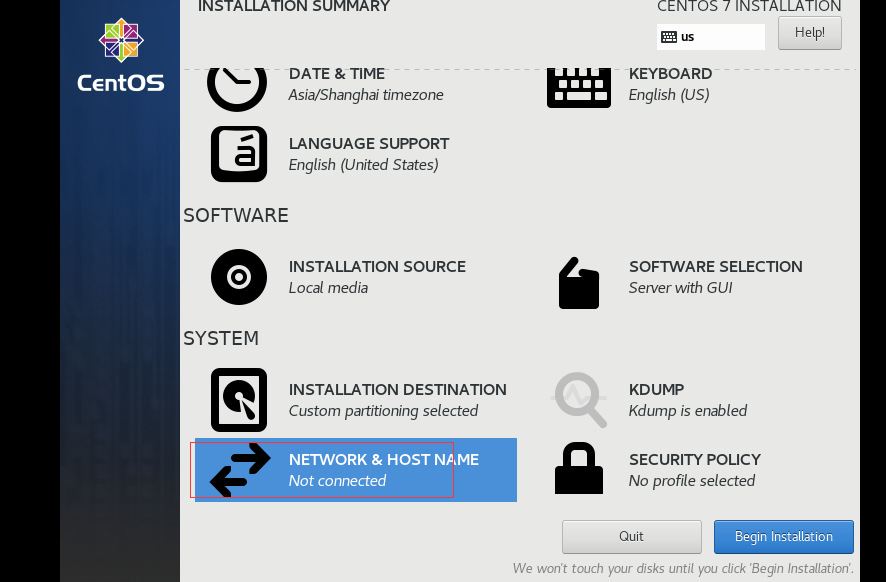 INSTALLATION SUMMARY
CENTOS 7 INSTALLATION
us
Help!
CentOS
DATE & TIME
Asia/Shanghai timezone
KEYBOARD
English (US)
LANGUAGE SUPPORT
English (United States)
SOFTWARE
INSTALLATION SOURCE
Local media
SOFTWARE SELECTION
Server with GUI
SYSTEM
INSTALLATION DESTINATION
Custom partitioning selected
KDUMP
Kdump is enabled
NETWORK & HOST NAME
Not connected
SECURITY POLICY
No profile selected
Quit
Begin Installation
We won't touch your disks until you click 'Begin Installation'.